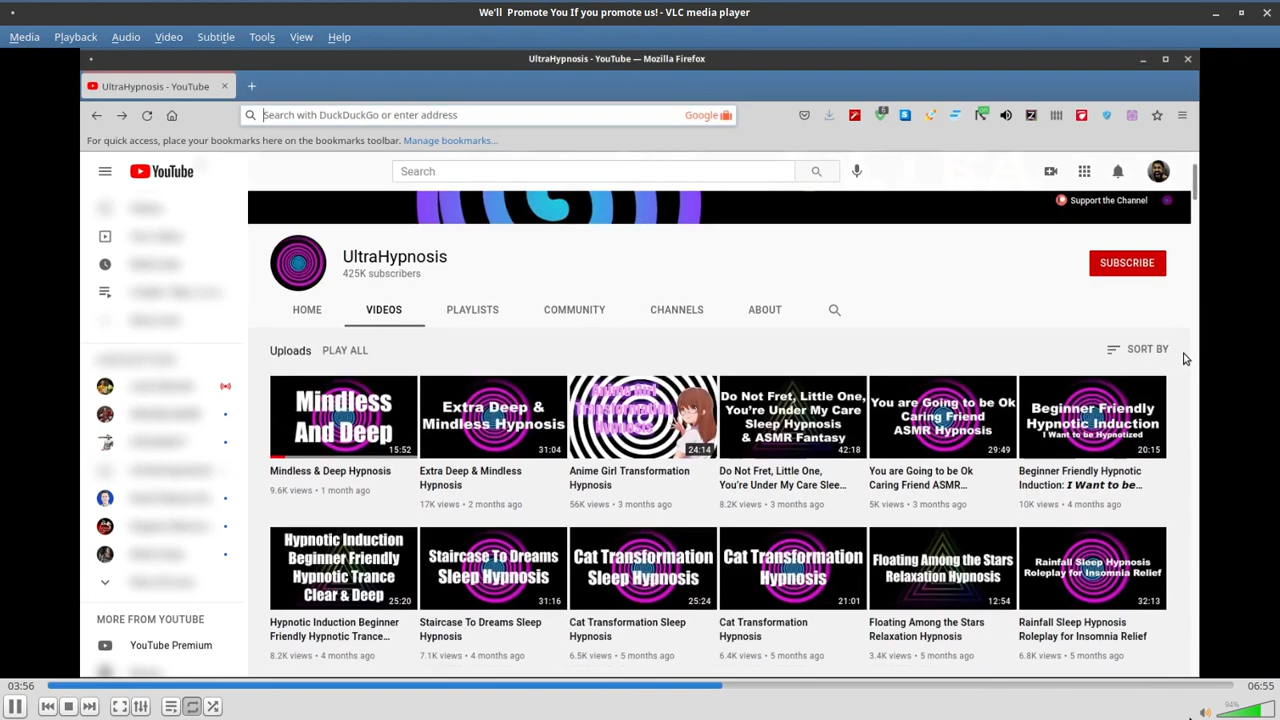 We'll  Promote You If you promote us! - VLC media player
Media Playback Audio Video Subtitle Tools View Help
UltraHypnosis - YouTube — Mozilla Firefox
UltraHypnosis - YouTube
Search with DuckDuckGo or enter address
Google
For quick access, place your bookmarks here on the bookmarks toolbar. Manage bookmarks...
YouTube
Search
Support the Channel
UltraHypnosis
425K subscribers
SUBSCRIBE
HOME VIDEOS PLAYLISTS COMMUNITY CHANNELS ABOUT
Uploads PLAY ALL
SORT BY
Mindless
And Deep
15:52
Mindless & Deep Hypnosis
9.6K views • 1 month ago
Extra Deep &
Mindless Hypnosis
31:04
Extra Deep & Mindless
Hypnosis
17K views • 2 months ago
Anime Girl
Transformation
Hypnosis
24:14
Anime Girl Transformation
Hypnosis
56K views • 3 months ago
Do Not Fret, Little One,
You're Under My Care
Sleep Hypnosis
& ASMR Fantasy
42:18
Do Not Fret, Little One,
You're Under My Care Slee...
8.2K views • 3 months ago
You are Going to be Ok
Caring Friend
ASMR Hypnosis
29:49
You are Going to be Ok
Caring Friend ASMR...
5K views • 3 months ago
Beginner Friendly
Hypnotic Induction
I Want to be Hypnotized
20:15
Beginner Friendly Hypnotic
Induction: I Want to be...
10K views • 4 months ago
Hypnotic Induction
Beginner Friendly
Hypnotic Trance
Clear & Deep
25:20
Hypnotic Induction Beginner
Friendly Hypnotic Trance...
8.2K views • 4 months ago
Staircase To Dreams
Sleep Hypnosis
31:16
Staircase To Dreams Sleep
Hypnosis
7.1K views • 4 months ago
Cat Transformation
Sleep Hypnosis
25:24
Cat Transformation Sleep
Hypnosis
6.5K views • 5 months ago
Cat Transformation
Hypnosis
21:01
Cat Transformation
Hypnosis
6.4K views • 5 months ago
Floating Among the Stars
Relaxation Hypnosis
12:54
Floating Among the Stars
Relaxation Hypnosis
3.4K views • 5 months ago
Rainfall Sleep Hypnosis
Roleplay for Insomnia Relief
32:13
Rainfall Sleep Hypnosis
Roleplay for Insomnia Relief
6.8K views • 5 months ago
MORE FROM YOUTUBE
YouTube Premium
03:56
06:55
94%